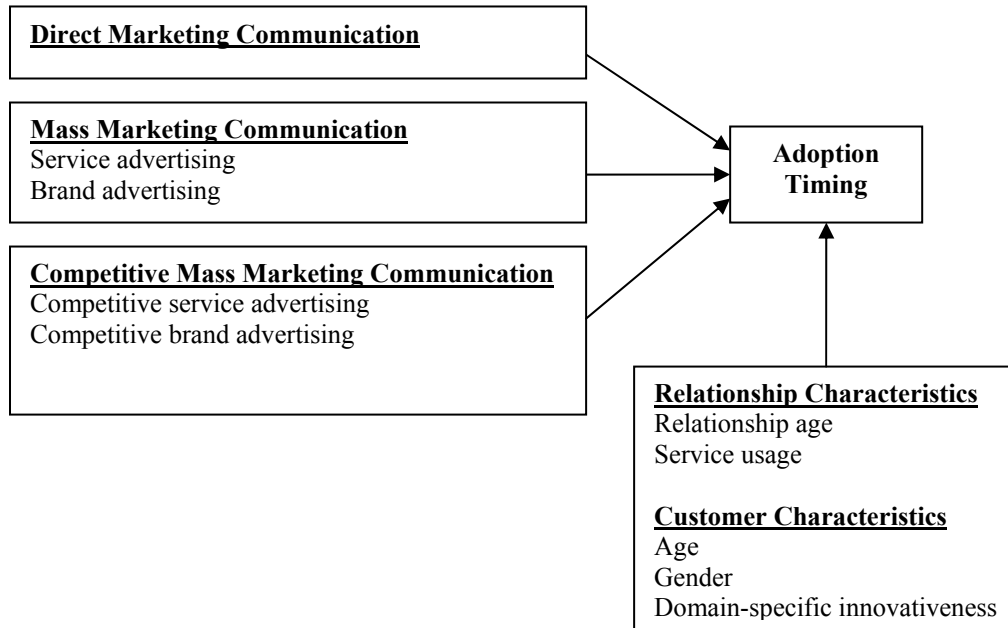 Direct Marketing Communication
Mass Marketing Communication
Service advertising
Brand advertising
Competitive Mass Marketing Communication
Competitive service advertising
Competitive brand advertising
Adoption
Timing
Relationship Characteristics
Relationship age
Service usage
Customer Characteristics
Age
Gender
Domain-specific innovativeness